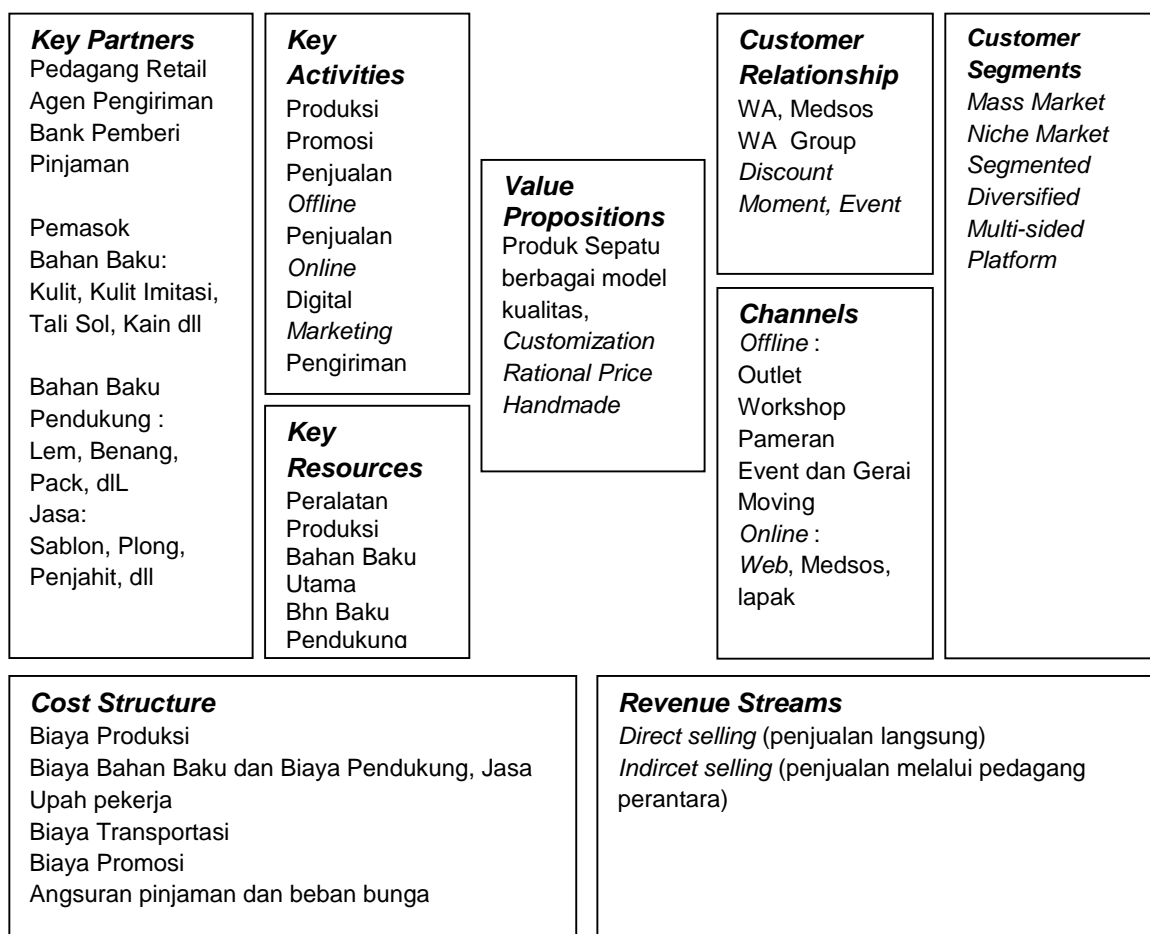 Key Partners
Pedagang Retail
Agen Pengiriman
Bank Pemberi
Pinjaman
Pemasok
Bahan Baku:
Kulit, Kulit Imitasi,
Tali Sol, Kain dll
Bahan Baku
Pendukung :
Lem, Benang,
Pack, dlL
Jasa:
Sablon, Plong,
Penjahit, dll
Key
Activities
Produksi
Promosi
Penjualan
Offline
Penjualan
Online
Digital
Marketing
Pengiriman
Key
Resources
Peralatan
Produksi
Bahan Baku
Utama
Bhn Baku
Pendukung
Value
Propositions
Produk Sepatu
berbagai model
kualitas,
Customization
Rational Price
Handmade
Customer
Relationship
WA, Medsos
WA Group
Discount
Moment, Event
Channels
Offline :
Outlet
Workshop
Pameran
Event dan Gerai
Moving
Online :
Web, Medsos,
lapak
Customer
Segments
Mass Market
Niche Market
Segmented
Diversified
Multi-sided
Platform
Cost Structure
Biaya Produksi
Biaya Bahan Baku dan Biaya Pendukung, Jasa
Upah pekerja
Biaya Transportasi
Biaya Promosi
Angsuran pinjaman dan beban bunga
Revenue Streams
Direct selling (penjualan langsung)
Indircet selling (penjualan melalui pedagang
perantara)